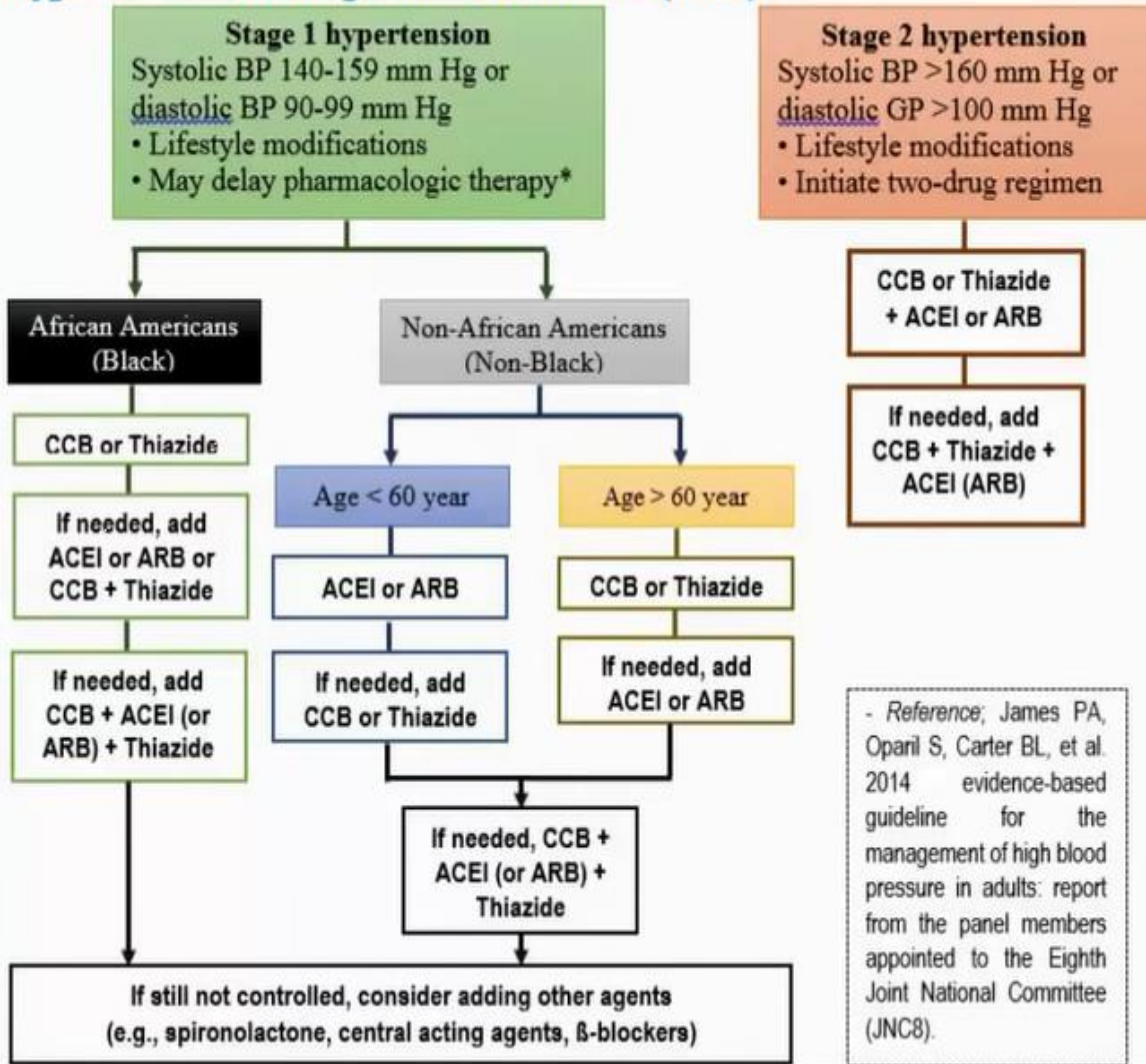 Stage 1 hypertension
Systolic BP 140-159 mm Hg or
diastolic BP 90-99 mm Hg
• Lifestyle modifications
• May delay pharmacologic therapy*
Stage 2 hypertension
Systolic BP >160 mm Hg or
diastolic GP >100 mm Hg
• Lifestyle modifications
• Initiate two-drug regimen
African Americans
(Black)
Non-African Americans
(Non-Black)
CCB or Thiazide
+ ACEI or ARB
CCB or Thiazide
If needed, add
ACEI or ARB or
CCB + Thiazide
If needed, add
CCB + ACEI (or
ARB) + Thiazide
Age < 60 year
ACEI or ARB
If needed, add
CCB or Thiazide
Age > 60 year
CCB or Thiazide
If needed, add
ACEI or ARB
If needed, add
CCB + Thiazide +
ACEI (ARB)
If needed, CCB +
ACEI (or ARB) +
Thiazide
If still not controlled, consider adding other agents
(e.g., spironolactone, central acting agents, ß-blockers)
- Reference; James PA,
Oparil S, Carter BL, et al.
2014 evidence-based
guideline for the
management of high blood
pressure in adults: report
from the panel members
appointed to the Eighth
Joint National Committee
(JNC8).